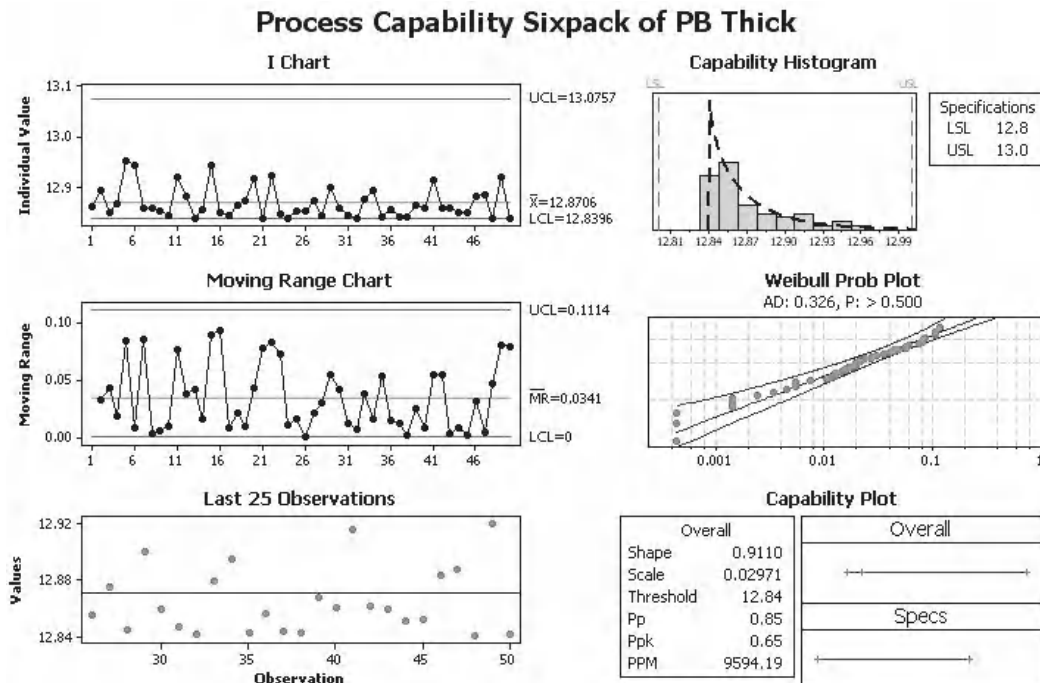 Process Capability Sixpack of PB Thick
I Chart
Individual Value
13.1
13.0
12.9
UCL=13.0757
X̿=12.8706
LCL=12.8396
1 6 11 16 21 26 31 36 41 46
Capability Histogram
LSL
USL
12.81 12.84 12.87 12.90 12.93 12.96 12.99
Specifications
LSL 12.8
USL 13.0
Moving Range Chart
Moving Range
0.10
0.05
0.00
UCL=0.1114
M̅R̅=0.0341
LCL=0
1 6 11 16 21 26 31 36 41 46
Weibull Prob Plot
AD: 0.326, P: > 0.500
0.001 0.01 0.1 1
Last 25 Observations
Values
12.92
12.88
12.84
30 35 40 45 50
Observation
Capability Plot
Overall
Shape 0.9110
Scale 0.02971
Threshold 12.84
Pp 0.85
Ppk 0.65
PPM 9594.19
Overall
Specs